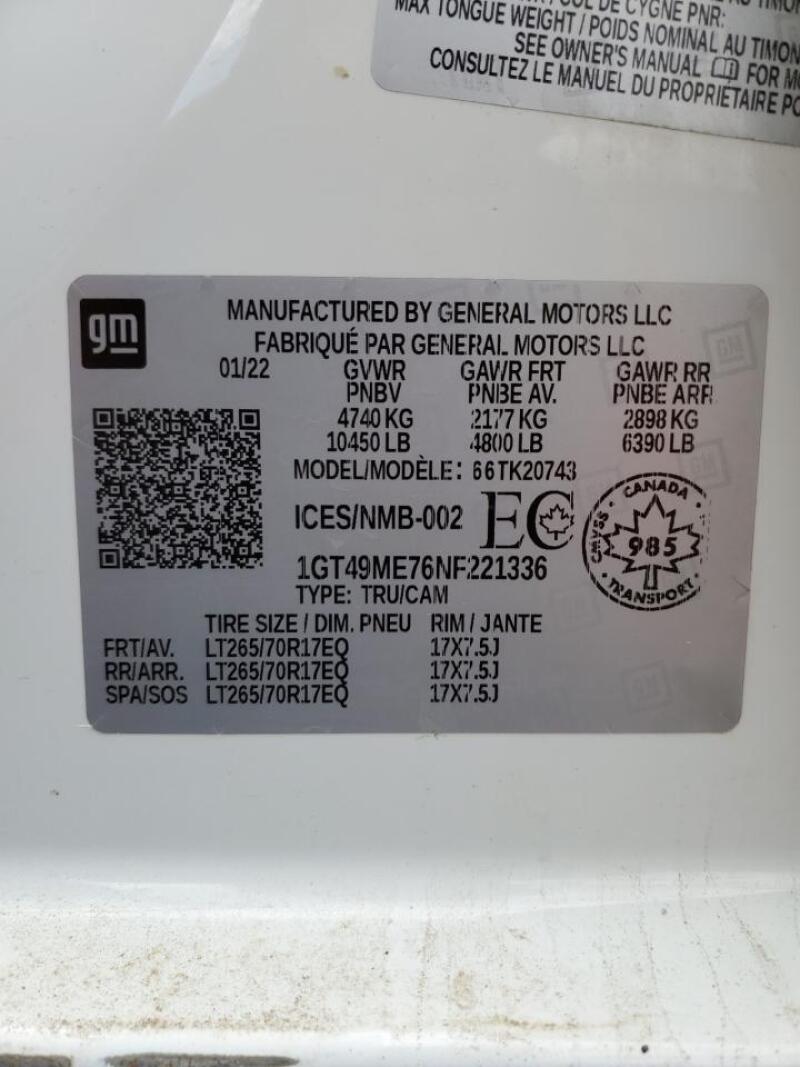 CYGNE PNR:
MAX TONGUE WEIGHT / POIDS NOMINAL AU TIMON
SEE OWNER'S MANUAL FOR
CONSULTEZ LE MANUEL DU PROPRIÉTAIRE
gm
MANUFACTURED BY GENERAL MOTORS LLC
FABRIQUÉ PAR GENERAL MOTORS LLC
01/22 GVWR GAWR FRT GAWR RR
PNBV PNBE AV. PNBE ARR
4740 KG 2177 KG 2898 KG
10450 LB 4800 LB 6390 LB
MODEL/MODÈLE: 66TK20743
ICES/NMB-002 EC
CANADA
CMVSS
985
TRANSPORT
1GT49ME76NF221336
TYPE: TRU/CAM
TIRE SIZE / DIM. PNEU RIM / JANTE
FRT/AV. LT265/70R17EQ 17X7.5J
RR/ARR. LT265/70R17EQ 17X7.5J
SPA/SOS LT265/70R17EQ 17X7.5J